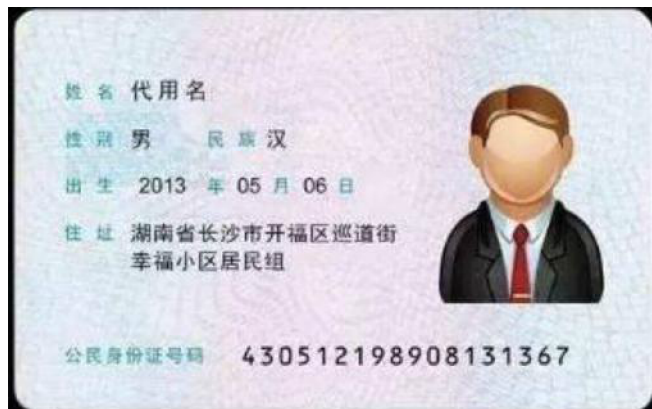 姓名 代用名
性别 男 民族 汉
出生 2013 年 05 月 06 日
住址 湖南省长沙市开福区巡道街
幸福小区居民组
公民身份证号码 430512198908131367